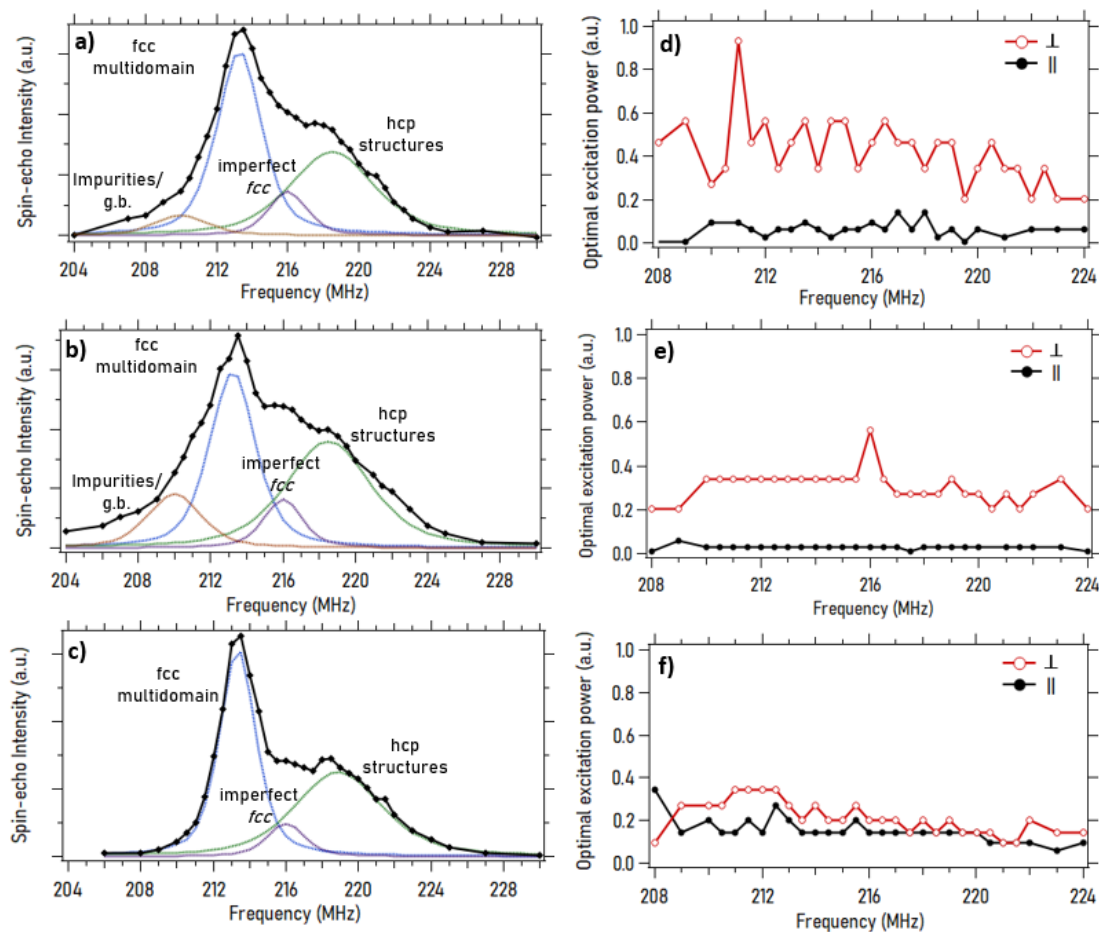 a)
fcc
multidomain
hcp
structures
imperfect
fcc
Impurities/
g.b.
Spin-echo Intensity (a.u.)
204 208 212 216 220 224 228
Frequency (MHz)
d)
⊥
||
Optimal excitation power (a.u.)
1.0
0.8
0.6
0.4
0.2
0.0
208 212 216 220 224
Frequency (MHz)
b)
fcc
multidomain
hcp
structures
imperfect
fcc
Impurities/
g.b.
Spin-echo Intensity (a.u.)
204 208 212 216 220 224 228
Frequency (MHz)
e)
⊥
||
Optimal excitation power (a.u.)
1.0
0.8
0.6
0.4
0.2
0.0
208 212 216 220 224
Frequency (MHz)
c)
fcc
multidomain
hcp
structures
imperfect
fcc
Spin-echo Intensity (a.u.)
204 208 212 216 220 224 228
Frequency (MHz)
f)
⊥
||
Optimal excitation power (a.u.)
1.0
0.8
0.6
0.4
0.2
0.0
208 212 216 220 224
Frequency (MHz)